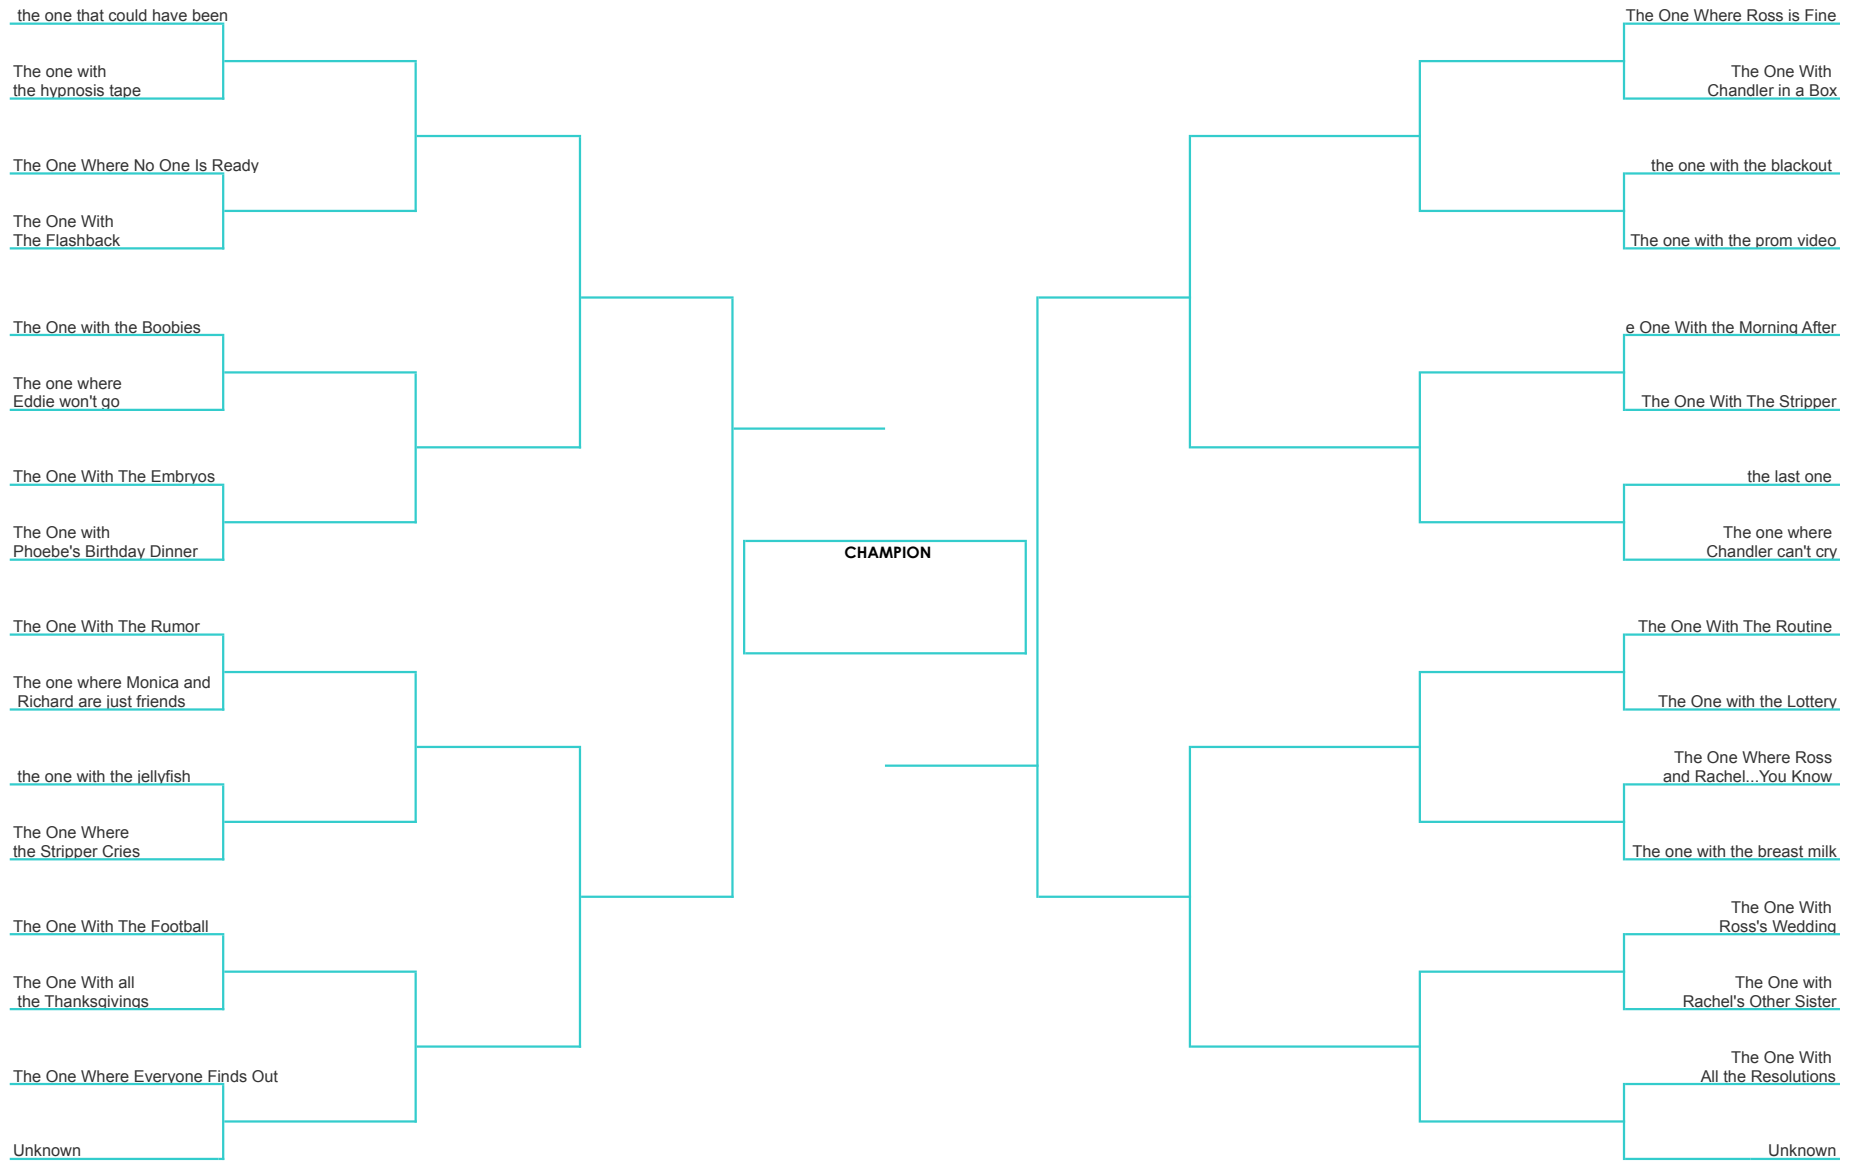 the one that could have been
The one with
the hypnosis tape
The One Where No One Is Ready
The One With
The Flashback
The One with the Boobies
The one where
Eddie won't go
The One With The Embryos
The One with
Phoebe's Birthday Dinner
The One With The Rumor
The one where Monica and
Richard are just friends
the one with the jellyfish
The One Where
the Stripper Cries
The One With The Football
The One With all
the Thanksgivings
The One Where Everyone Finds Out
Unknown
CHAMPION
The One Where Ross is Fine
The One With
Chandler in a Box
the one with the blackout
The one with the prom video
e One With the Morning After
The One With The Stripper
the last one
The one where
Chandler can't cry
The One With The Routine
The One with the Lottery
The One Where Ross
and Rachel...You Know
The one with the breast milk
The One With
Ross's Wedding
The One with
Rachel's Other Sister
The One With
All the Resolutions
Unknown